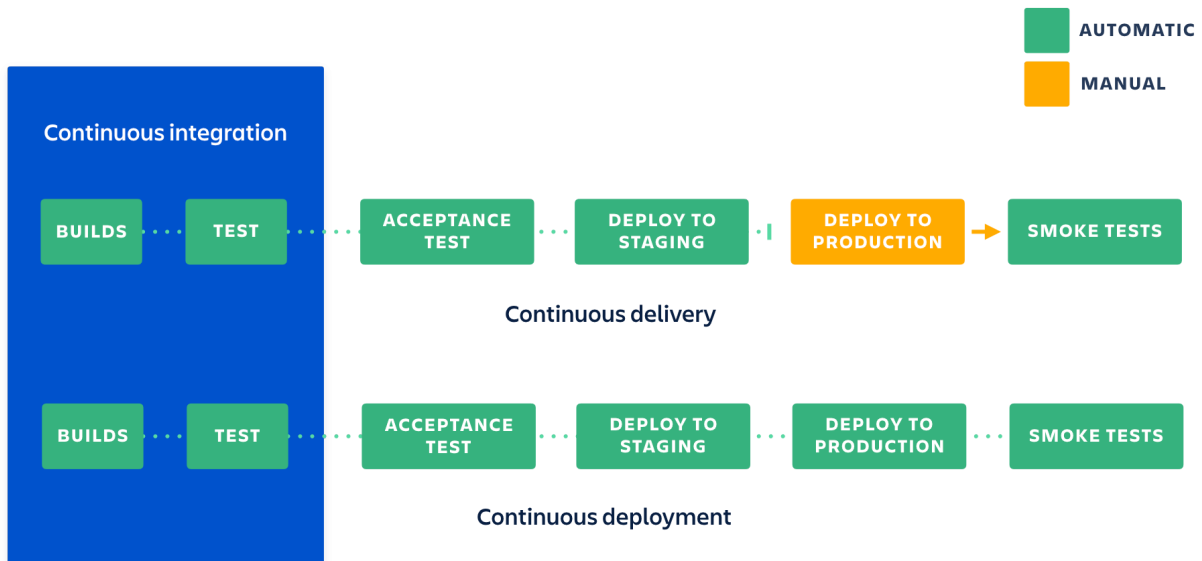 AUTOMATIC
MANUAL
Continuous integration
BUILDS
TEST
ACCEPTANCE
TEST
DEPLOY TO
STAGING
DEPLOY TO
PRODUCTION
SMOKE TESTS
Continuous delivery
BUILDS
TEST
ACCEPTANCE
TEST
DEPLOY TO
STAGING
DEPLOY TO
PRODUCTION
SMOKE TESTS
Continuous deployment